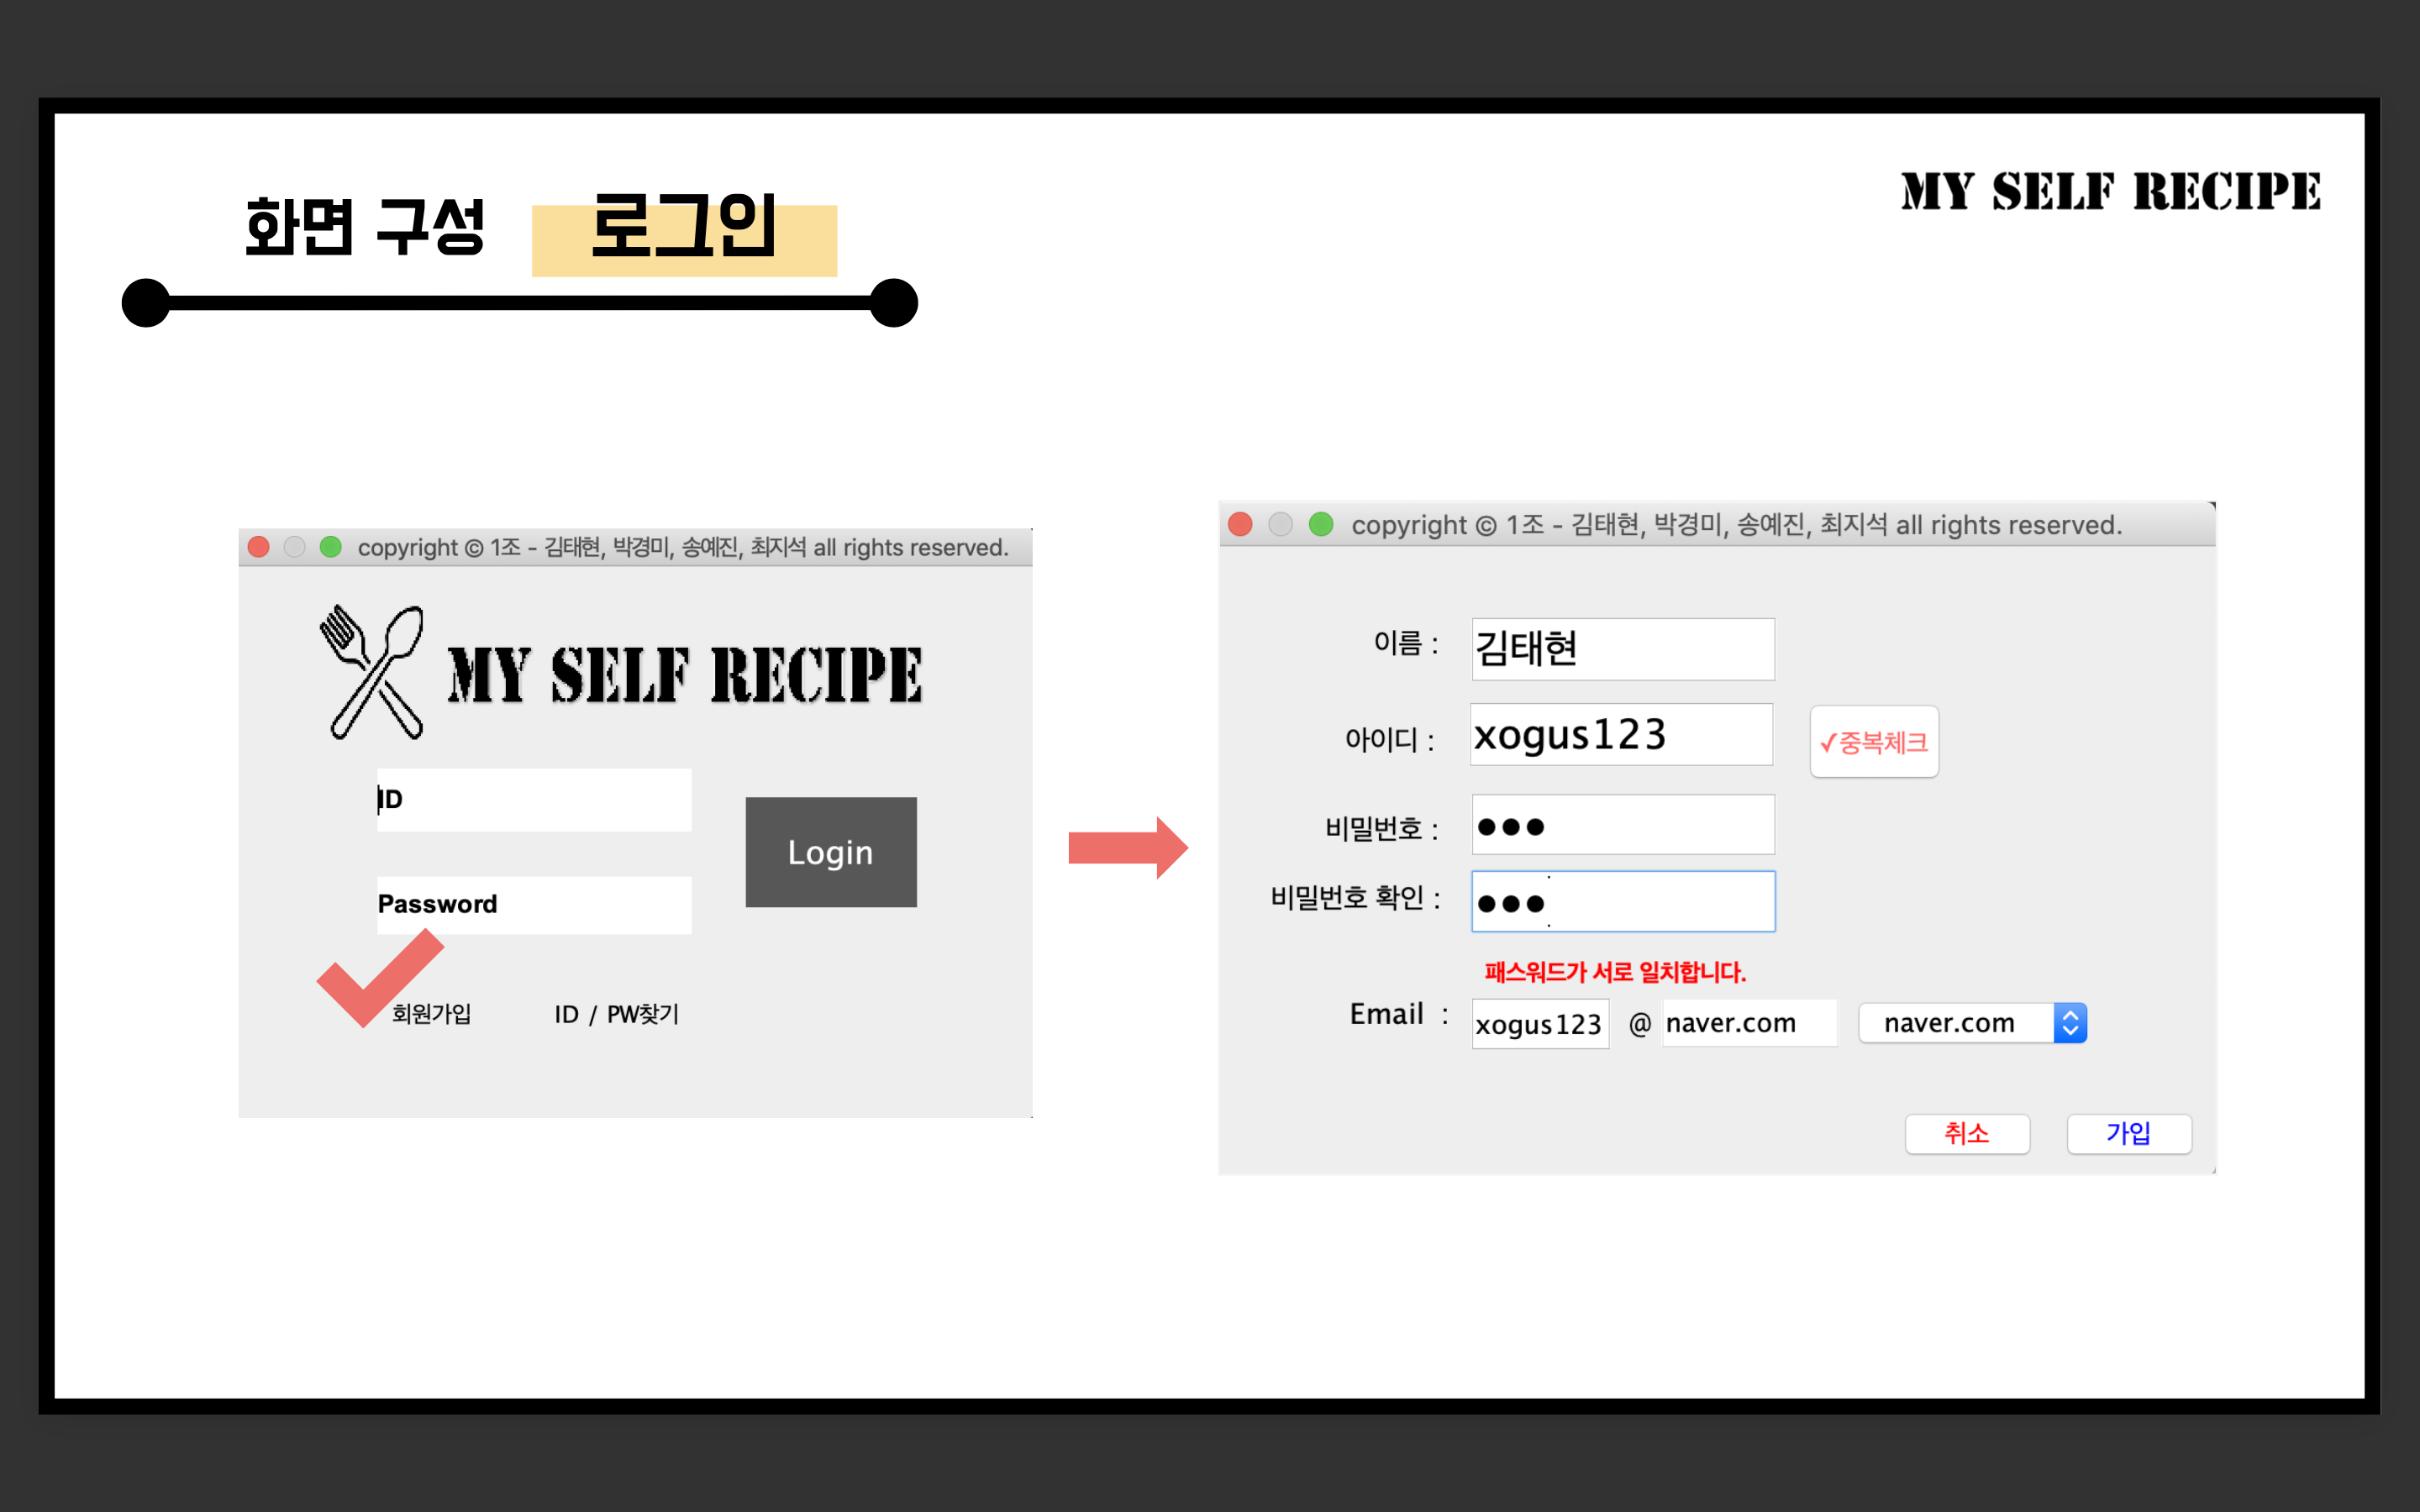 화면 구성 로그인
MY SELF RECIPE
copyright © 1조 - 김태현, 박경미, 송예진, 최지석 all rights reserved.
MY SELF RECIPE
ID
Password
Login
회원가입 ID / PW찾기
copyright © 1조 - 김태현, 박경미, 송예진, 최지석 all rights reserved.
이름 : 김태현
아이디 : xogus123 ✓중복체크
비밀번호 : ●●●
비밀번호 확인 : ●●●
패스워드가 서로 일치합니다.
Email : xogus123 @ naver.com naver.com
취소 가입